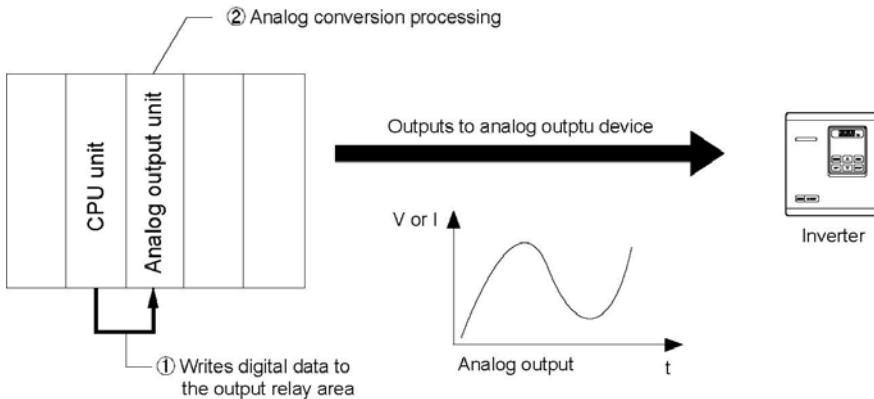 ② Analog conversion processing
CPU unit
Analog output unit
Outputs to analog outptu device
V or I
Inverter
Analog output
t
① Writes digital data to
the output relay area